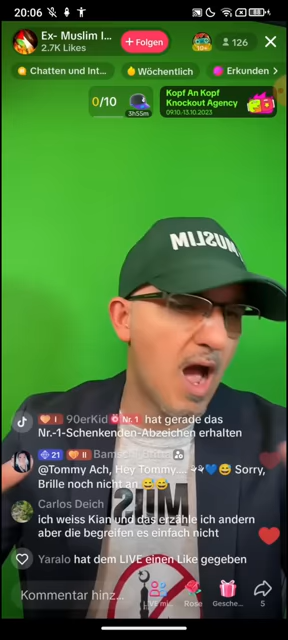 20:06
Ex- Muslim I...
2.7K Likes
+ Folgen
10+
126
Chatten und Int...
Wöchentlich
Erkunden
0/10
3h55m
Kopf An Kopf
Knockout Agency
09.10.-13.10.2023
MUSLIM
90erKid Nr. 1 hat gerade das
Nr.-1-Schenkenden-Abzeichen erhalten
21 II
@Tommy Ach, Hey Tommy.... 💙😅 Sorry,
Brille noch nicht an 😄😄
Carlos Deich
ich weiss Kian und das erzähle ich andern
aber die begreifen es einfach nicht
Yaralo hat dem LIVE einen Like gegeben
Kommentar hinz...
Rose
Gesche...
5